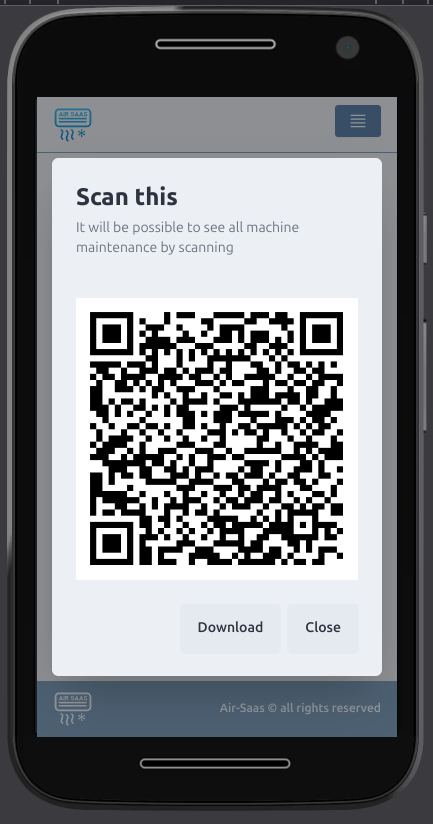 AIR SAAS
Scan this
It will be possible to see all machine
maintenance by scanning
Download
Close
AIR SAAS
Air-Saas © all rights reserved